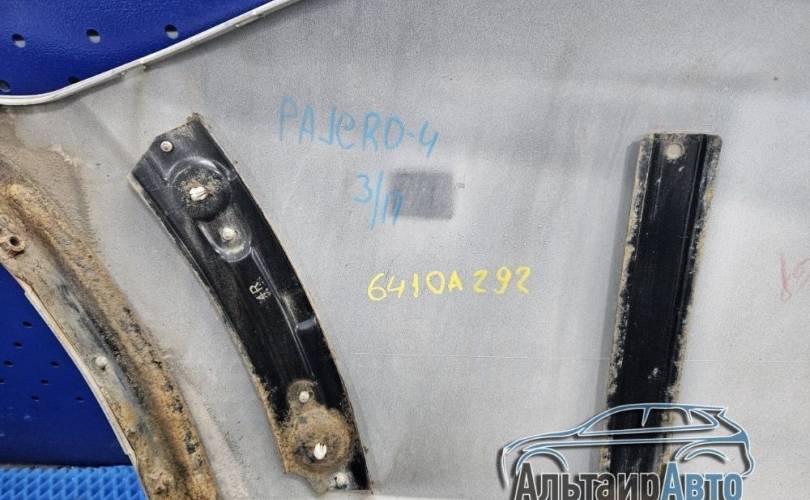 PAJERO-4
3/П
6410A292
АльтаирАвто